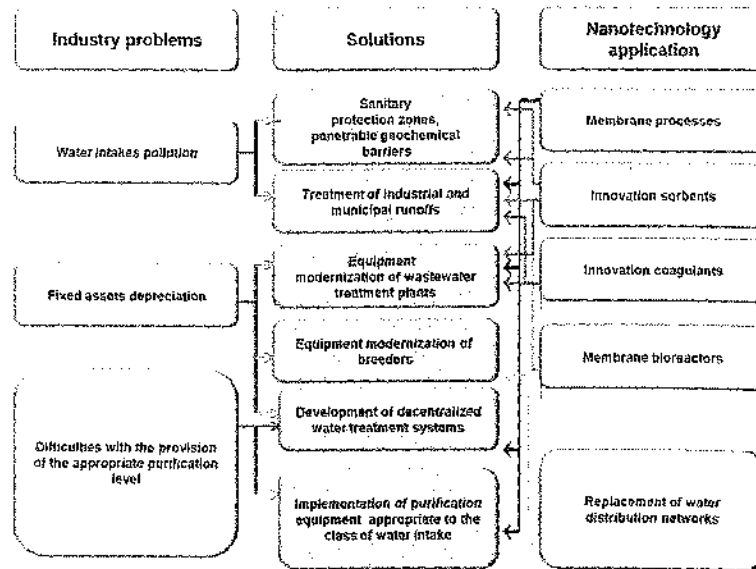 Industry problems
Solutions
Nanotechnology
application
Water intakes pollution
Fixed assets depreciation
Difficulties with the provision
of the appropriate purification
level
Sanitary
protection zones,
penetrable geochemical
barriers
Treatment of industrial and
municipal runoffs
Equipment
modernization of wastewater
treatment plants
Equipment modernization of
breeders
Development of decentralized
water treatment systems
Implementation of purification
equipment appropriate to the
class of water intake
Membrane processes
Innovation sorbents
Innovation coagulants
Membrane bioreactors
Replacement of water
distribution networks